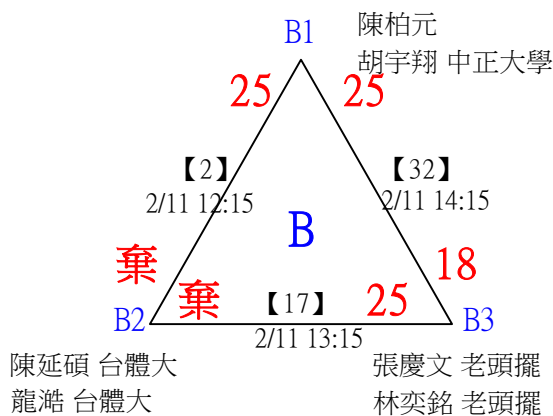 B1
陳柏元
胡宇翔 中正大學
25
25
【2】
2/11 12:15
【32】
2/11 14:15
B
棄
18
棄
【17】
25
B2
B3
2/11 13:15
陳延碩 台體大
龍澔 台體大
張慶文 老頭擺
林奕銘 老頭擺